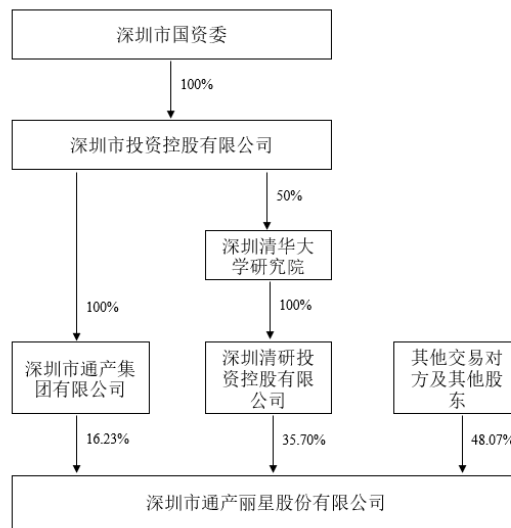 深圳市国资委
100%
深圳市投资控股有限公司
50%
深圳清华大
学研究院
100%
100%
深圳市通产集
团有限公司
深圳清研投
资控股有限
公司
其他交易对
方及其他股
东
16.23%
35.70%
48.07%
深圳市通产丽星股份有限公司